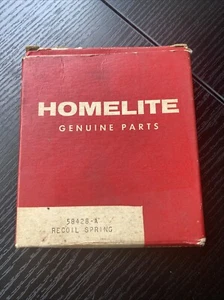 HOMELITE
GENUINE PARTS
58428-A
RECOIL SPRING